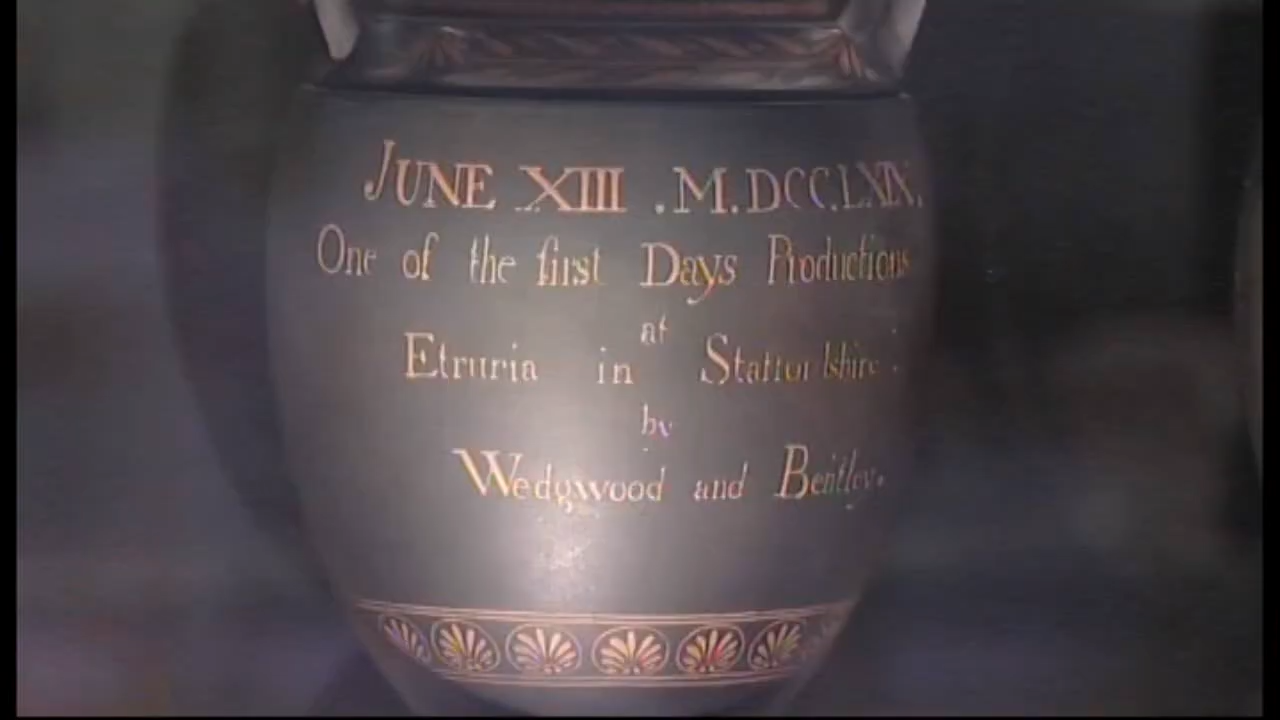 JUNE XIII .M.DCC.LXIX.
One of the first Days Productions
at
Etruria in Staffordshire.
by
Wedgwood and Bentley.